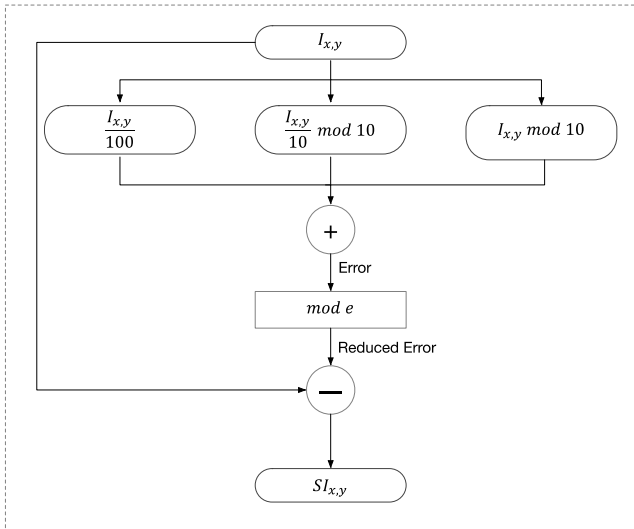 I_{x,y}
\frac{I_{x,y}}{100}
\frac{I_{x,y}}{10} mod 10
I_{x,y} mod 10
+
Error
mod e
Reduced Error
—
SI_{x,y}